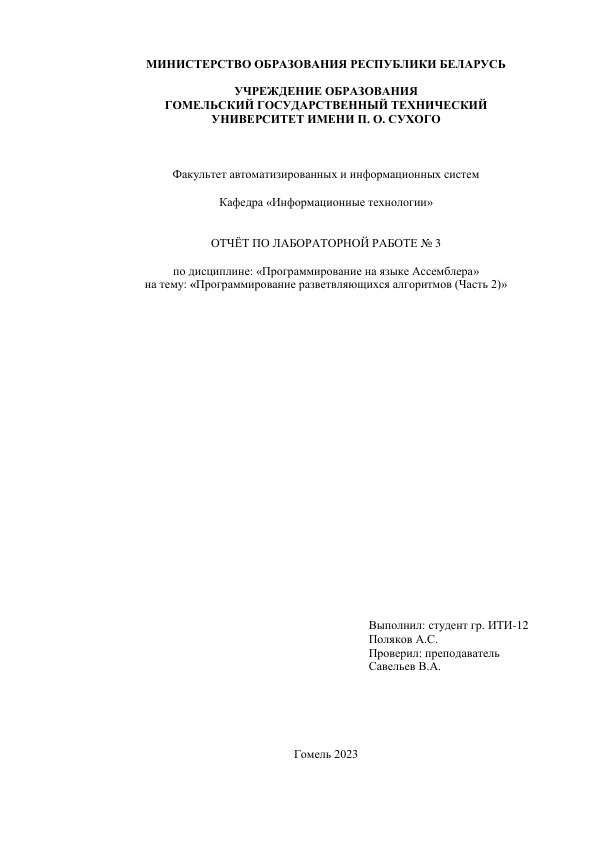 МИНИСТЕРСТВО ОБРАЗОВАНИЯ РЕСПУБЛИКИ БЕЛАРУСЬ
УЧРЕЖДЕНИЕ ОБРАЗОВАНИЯ
ГОМЕЛЬСКИЙ ГОСУДАРСТВЕННЫЙ ТЕХНИЧЕСКИЙ
УНИВЕРСИТЕТ ИМЕНИ П. О. СУХОГО
Факультет автоматизированных и информационных систем
Кафедра «Информационные технологии»
ОТЧЁТ ПО ЛАБОРАТОРНОЙ РАБОТЕ № 3
по дисциплине: «Программирование на языке Ассемблера»
на тему: «Программирование разветвляющихся алгоритмов (Часть 2)»
Выполнил: студент гр. ИТИ-12
Поляков А.С.
Проверил: преподаватель
Савельев В.А.
Гомель 2023